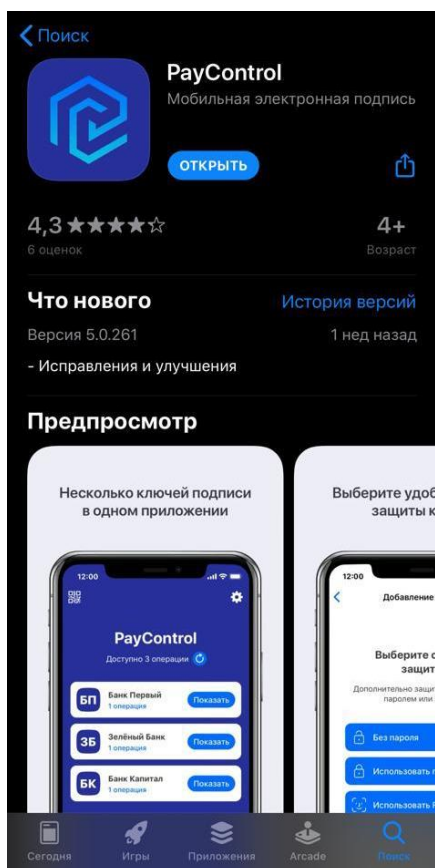 Поиск
PayControl
Мобильная электронная подпись
ОТКРЫТЬ
4,3
4+
6 оценок
Возраст
Что нового
История версий
Версия 5.0.261
1 нед назад
- Исправления и улучшения
Предпросмотр
Несколько ключей подписи
в одном приложении
12:00
PayControl
Доступно 3 операции
БП
Банк Первый
1 операция
Показать
ЗБ
Зелёный Банк
1 операция
Показать
БК
Банк Капитал
1 операция
Показать
Выберите
защиты
12:00
Добавление
Выберите
Дополнительно
паролем или
Без пароля
Использовать
Использовать
Сегодня
Игры
Приложения
Arcade
Поиск